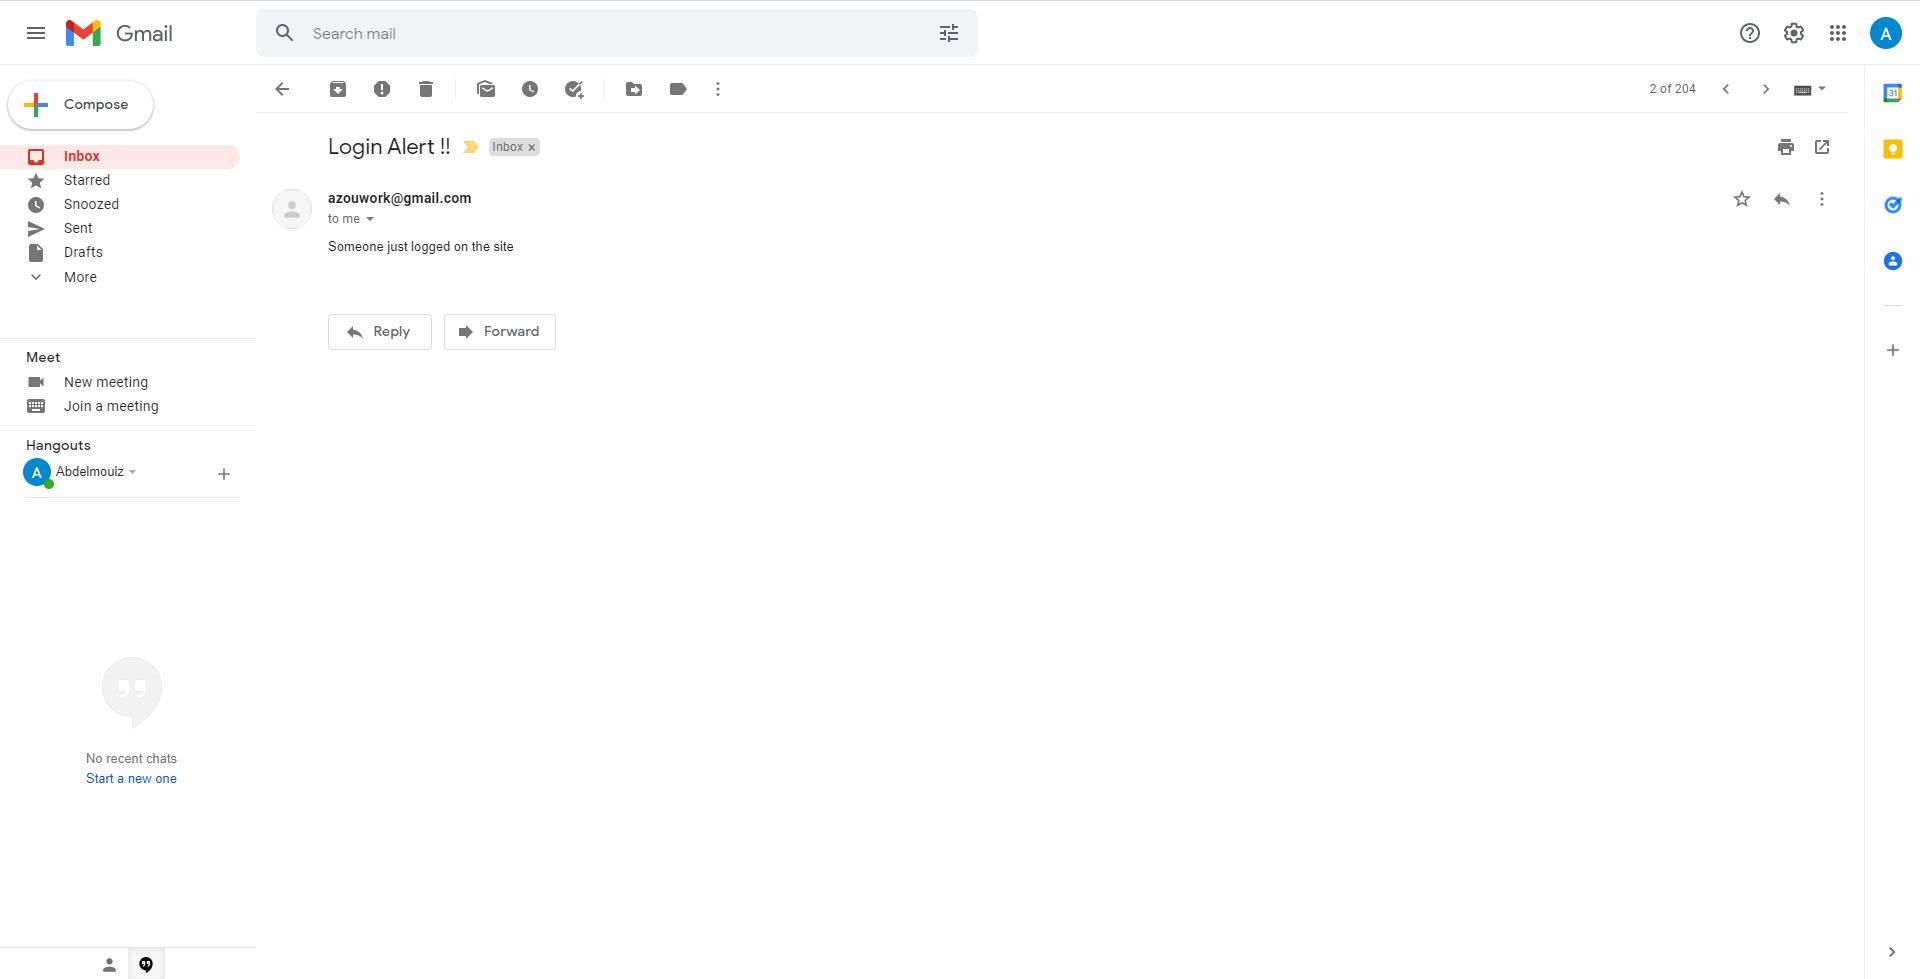 Gmail
Search mail
Compose
2 of 204
Inbox
Starred
Snoozed
Sent
Drafts
More
Login Alert !!
Inbox ×
azouwork@gmail.com
to me
Someone just logged on the site
Reply
Forward
Meet
New meeting
Join a meeting
Hangouts
A
Abdelmouiz
No recent chats
Start a new one
A
31